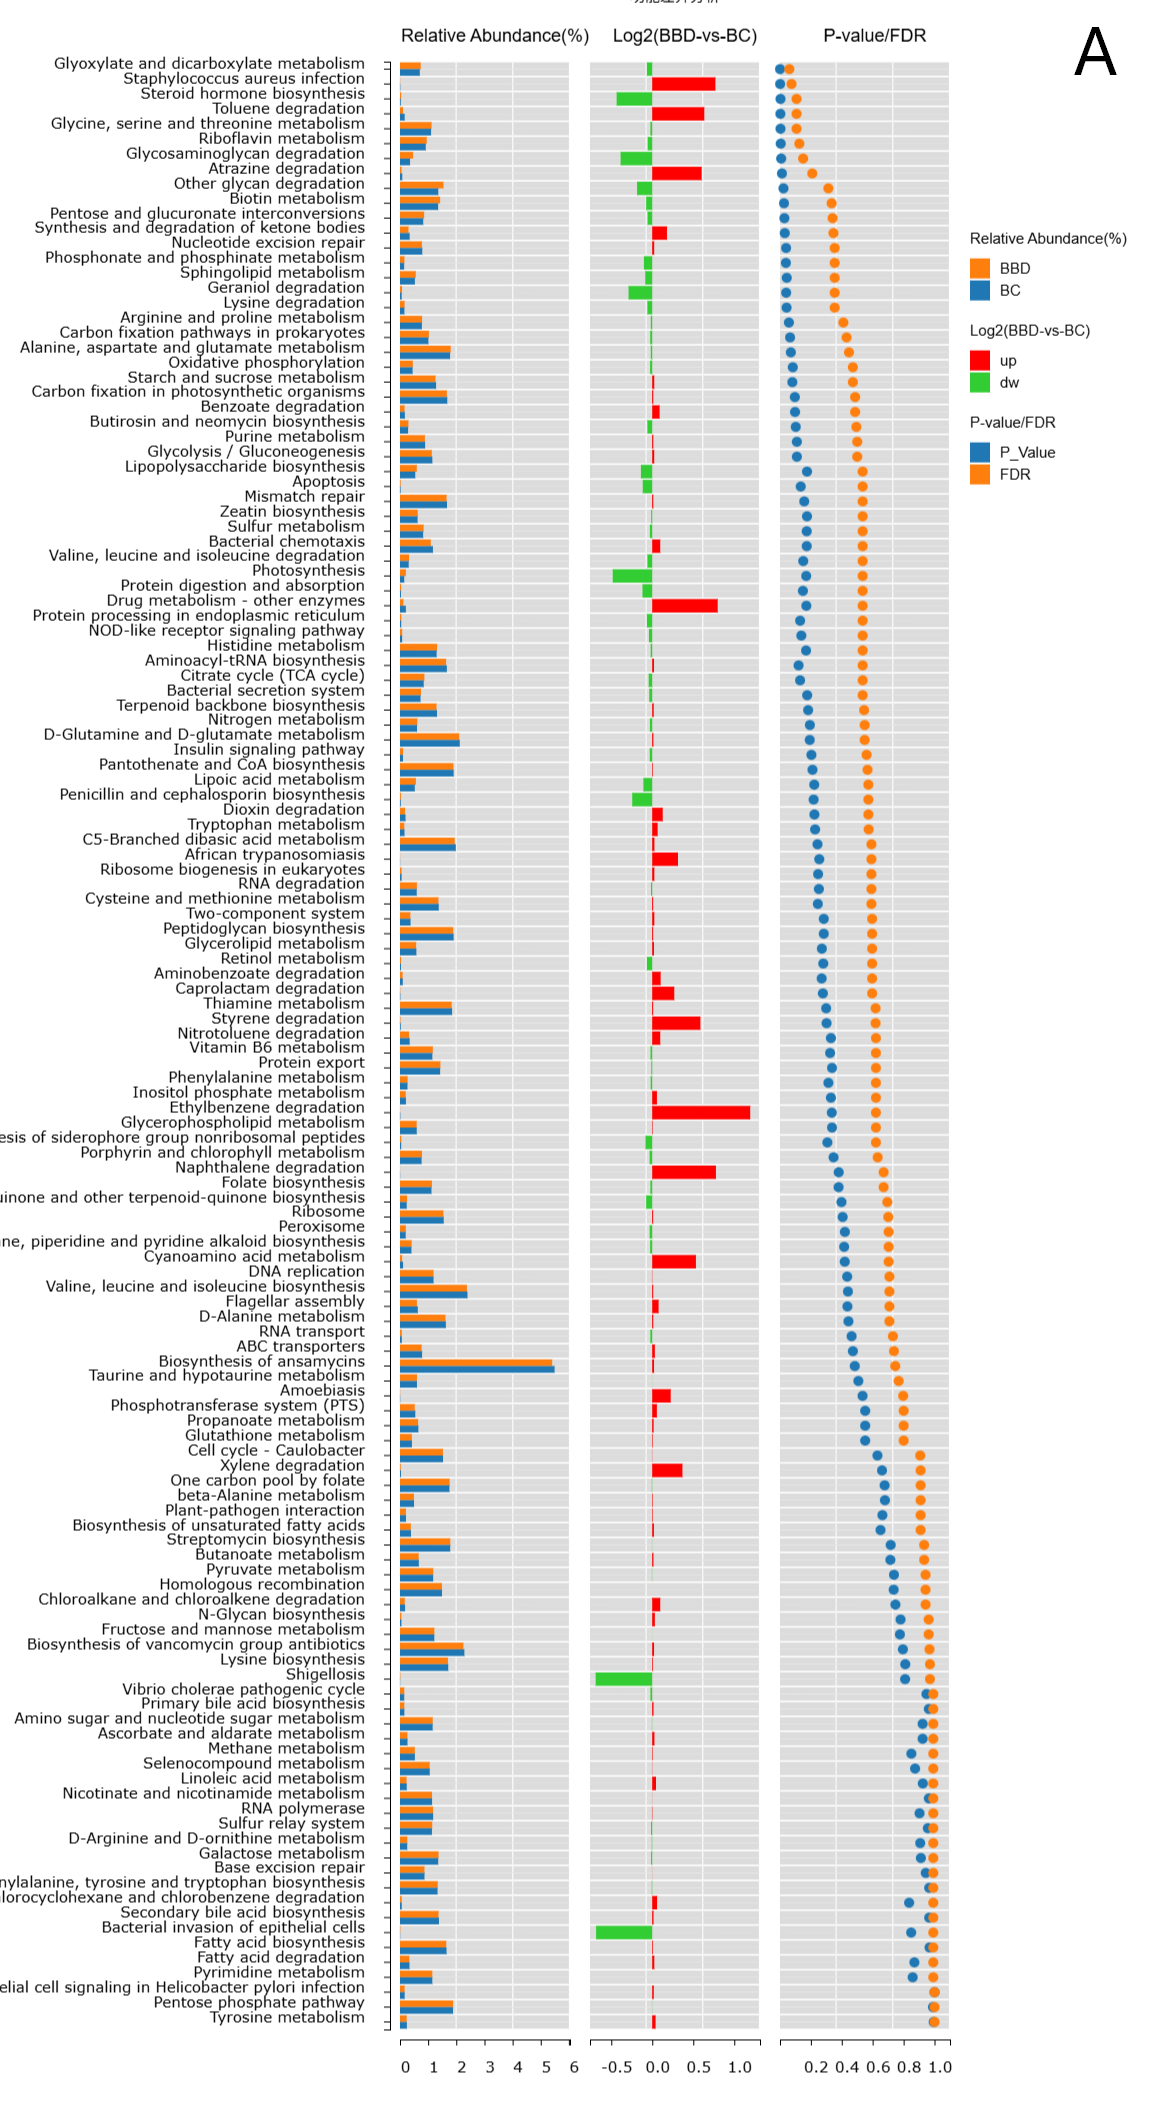 Relative Abundance(%) Log2(BBD-vs-BC) P-value/FDR
A
Glyoxylate and dicarboxylate metabolism
Staphylococcus aureus infection
Steroid hormone biosynthesis
Toluene degradation
Glycine, serine and threonine metabolism
Riboflavin metabolism
Glycosaminoglycan degradation
Atrazine degradation
Other glycan degradation
Biotin metabolism
Pentose and glucuronate interconversions
Synthesis and degradation of ketone bodies
Nucleotide excision repair
Phosphonate and phosphinate metabolism
Sphingolipid metabolism
Geraniol degradation
Lysine degradation
Arginine and proline metabolism
Carbon fixation pathways in prokaryotes
Alanine, aspartate and glutamate metabolism
Oxidative phosphorylation
Starch and sucrose metabolism
Carbon fixation in photosynthetic organisms
Benzoate degradation
Butirosin and neomycin biosynthesis
Purine metabolism
Glycolysis / Gluconeogenesis
Lipopolysaccharide biosynthesis
Apoptosis
Mismatch repair
Zeatin biosynthesis
Sulfur metabolism
Bacterial chemotaxis
Valine, leucine and isoleucine degradation
Photosynthesis
Protein digestion and absorption
Drug metabolism - other enzymes
Protein processing in endoplasmic reticulum
NOD-like receptor signaling pathway
Histidine metabolism
Aminoacyl-tRNA biosynthesis
Citrate cycle (TCA cycle)
Bacterial secretion system
Terpenoid backbone biosynthesis
Nitrogen metabolism
D-Glutamine and D-glutamate metabolism
Insulin signaling pathway
Pantothenate and CoA biosynthesis
Lipoic acid metabolism
Penicillin and cephalosporin biosynthesis
Dioxin degradation
Tryptophan metabolism
C5-Branched dibasic acid metabolism
African trypanosomiasis
Ribosome biogenesis in eukaryotes
RNA degradation
Cysteine and methionine metabolism
Two-component system
Peptidoglycan biosynthesis
Glycerolipid metabolism
Retinol metabolism
Aminobenzoate degradation
Caprolactam degradation
Thiamine metabolism
Styrene degradation
Nitrotoluene degradation
Vitamin B6 metabolism
Protein export
Phenylalanine metabolism
Inositol phosphate metabolism
Ethylbenzene degradation
Glycerophospholipid metabolism
esis of siderophore group nonribosomal peptides
Porphyrin and chlorophyll metabolism
Naphthalene degradation
Folate biosynthesis
uinone and other terpenoid-quinone biosynthesis
Ribosome
Peroxisome
ne, piperidine and pyridine alkaloid biosynthesis
Cyanoamino acid metabolism
DNA replication
Valine, leucine and isoleucine biosynthesis
Flagellar assembly
D-Alanine metabolism
RNA transport
ABC transporters
Biosynthesis of ansamycins
Taurine and hypotaurine metabolism
Amoebiasis
Phosphotransferase system (PTS)
Propanoate metabolism
Glutathione metabolism
Cell cycle - Caulobacter
Xylene degradation
One carbon pool by folate
beta-Alanine metabolism
Plant-pathogen interaction
Biosynthesis of unsaturated fatty acids
Streptomycin biosynthesis
Butanoate metabolism
Pyruvate metabolism
Homologous recombination
Chloroalkane and chloroalkene degradation
N-Glycan biosynthesis
Fructose and mannose metabolism
Biosynthesis of vancomycin group antibiotics
Lysine biosynthesis
Shigellosis
Vibrio cholerae pathogenic cycle
Primary bile acid biosynthesis
Amino sugar and nucleotide sugar metabolism
Ascorbate and aldarate metabolism
Methane metabolism
Selenocompound metabolism
Linoleic acid metabolism
Nicotinate and nicotinamide metabolism
RNA polymerase
Sulfur relay system
D-Arginine and D-ornithine metabolism
Galactose metabolism
Base excision repair
nylalanine, tyrosine and tryptophan biosynthesis
lorocyclohexane and chlorobenzene degradation
Secondary bile acid biosynthesis
Bacterial invasion of epithelial cells
Fatty acid biosynthesis
Fatty acid degradation
Pyrimidine metabolism
elial cell signaling in Helicobacter pylori infection
Pentose phosphate pathway
Tyrosine metabolism
0 1 2 3 4 5 6 -0.5 0.0 0.5 1.0 0.2 0.4 0.6 0.8 1.0
Relative Abundance(%)
BBD
BC
Log2(BBD-vs-BC)
up
dw
P-value/FDR
P_Value
FDR